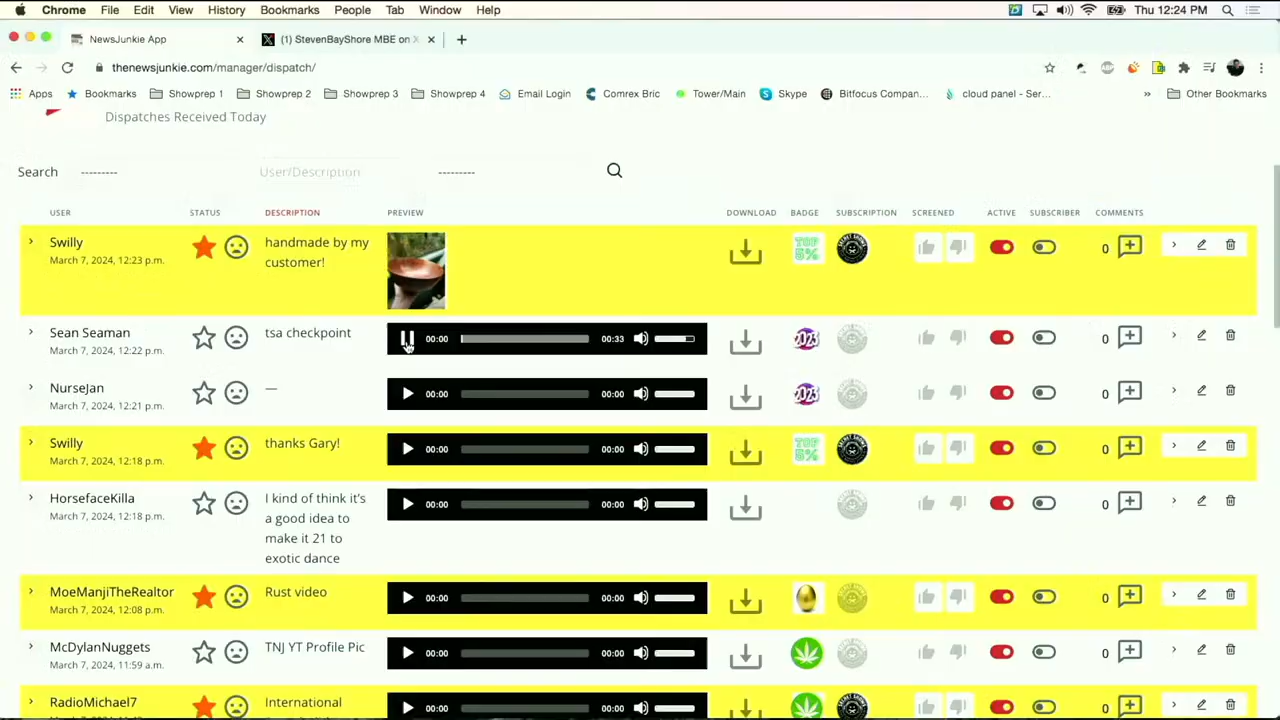 Chrome File Edit View History Bookmarks People Tab Window Help Thu 12:24 PM
NewsJunkie App (1) StevenBayShore MBE on X
thenewsjunkie.com/manager/dispatch/
Apps Bookmarks Showprep 1 Showprep 2 Showprep 3 Showprep 4 Email Login Comrex Bric Tower/Main Skype Bitfocus Compan... cloud panel - Ser... Other Bookmarks
Dispatches Received Today
Search --------- User/Description ---------
USER STATUS DESCRIPTION PREVIEW DOWNLOAD BADGE SUBSCRIPTION SCREENED ACTIVE SUBSCRIBER COMMENTS
Swilly handmade by my TOP 0
March 7, 2024, 12:23 p.m. customer! 5%
Sean Seaman tsa checkpoint 00:00 00:33 2023 0
March 7, 2024, 12:22 p.m.
NurseJan — 00:00 00:00 2023 0
March 7, 2024, 12:21 p.m.
Swilly thanks Gary! 00:00 00:00 TOP 5% 0
March 7, 2024, 12:18 p.m.
HorsefaceKilla I kind of think it's 00:00 00:00 0
March 7, 2024, 12:18 p.m. a good idea to
make it 21 to
exotic dance
MoeManjiTheRealtor Rust video 00:00 00:00 0
March 7, 2024, 12:08 p.m.
McDylanNuggets TNJ YT Profile Pic 00:00 00:00 0
March 7, 2024, 11:59 a.m.
RadioMichael7 International 00:00 00:00 0